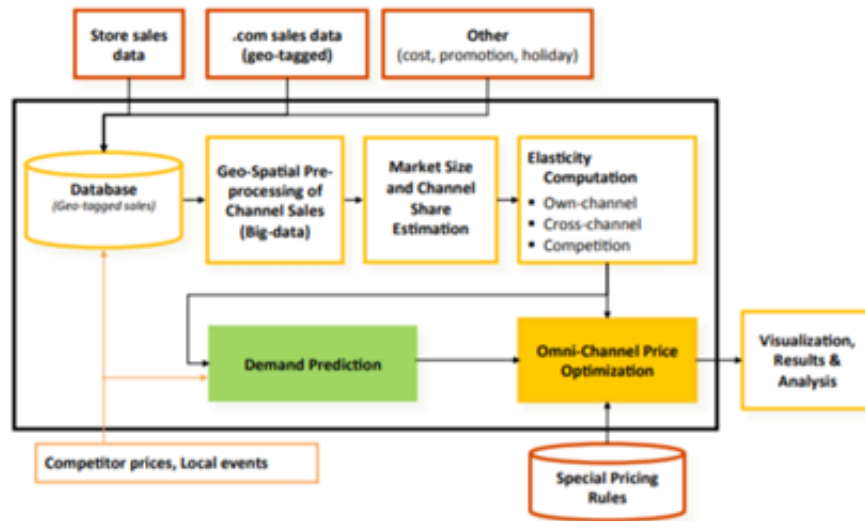 Store sales
data
.com sales data
(geo-tagged)
Other
(cost, promotion, holiday)
Database
(Geo-tagged sales)
Geo-Spatial Pre-
processing of
Channel Sales
(Big-data)
Market Size
and Channel
Share
Estimation
Elasticity
Computation
▪ Own-channel
▪ Cross-channel
▪ Competition
Demand Prediction
Omni-Channel Price
Optimization
Visualization,
Results &
Analysis
Competitor prices, Local events
Special Pricing
Rules